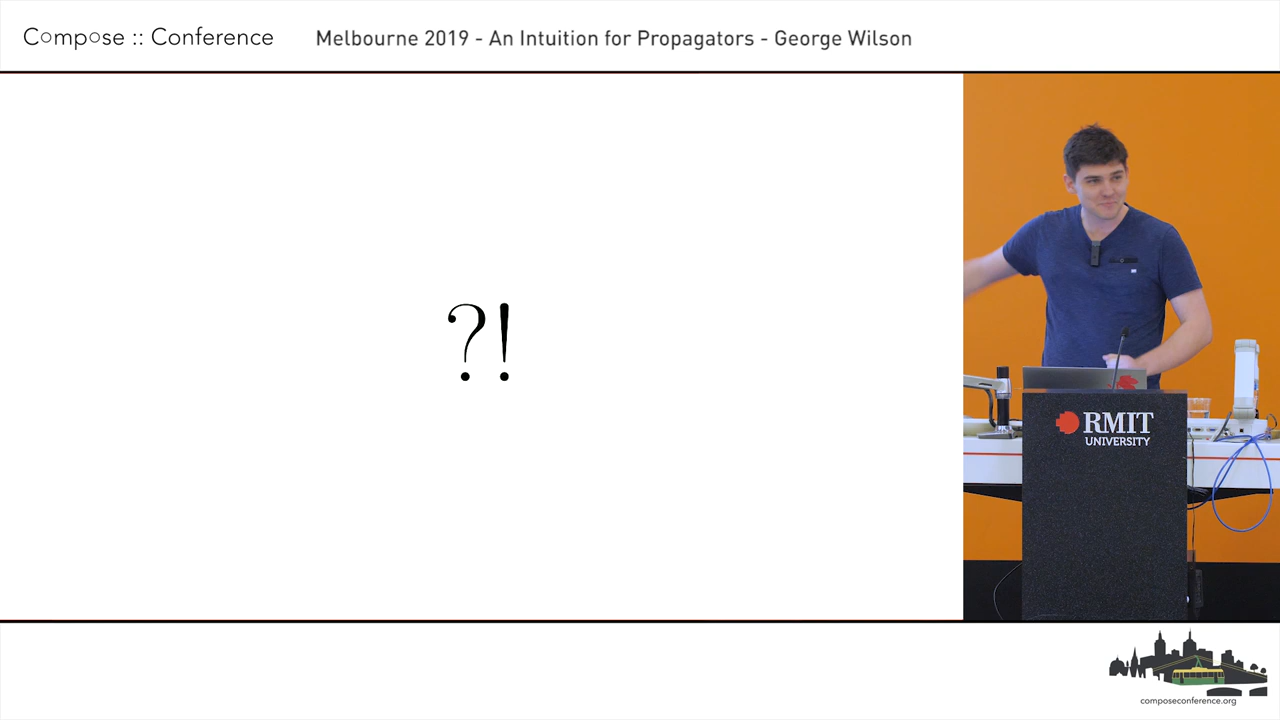 Compose :: Conference
Melbourne 2019 - An Intuition for Propagators - George Wilson
?!
RMIT
UNIVERSITY
composeconference.org